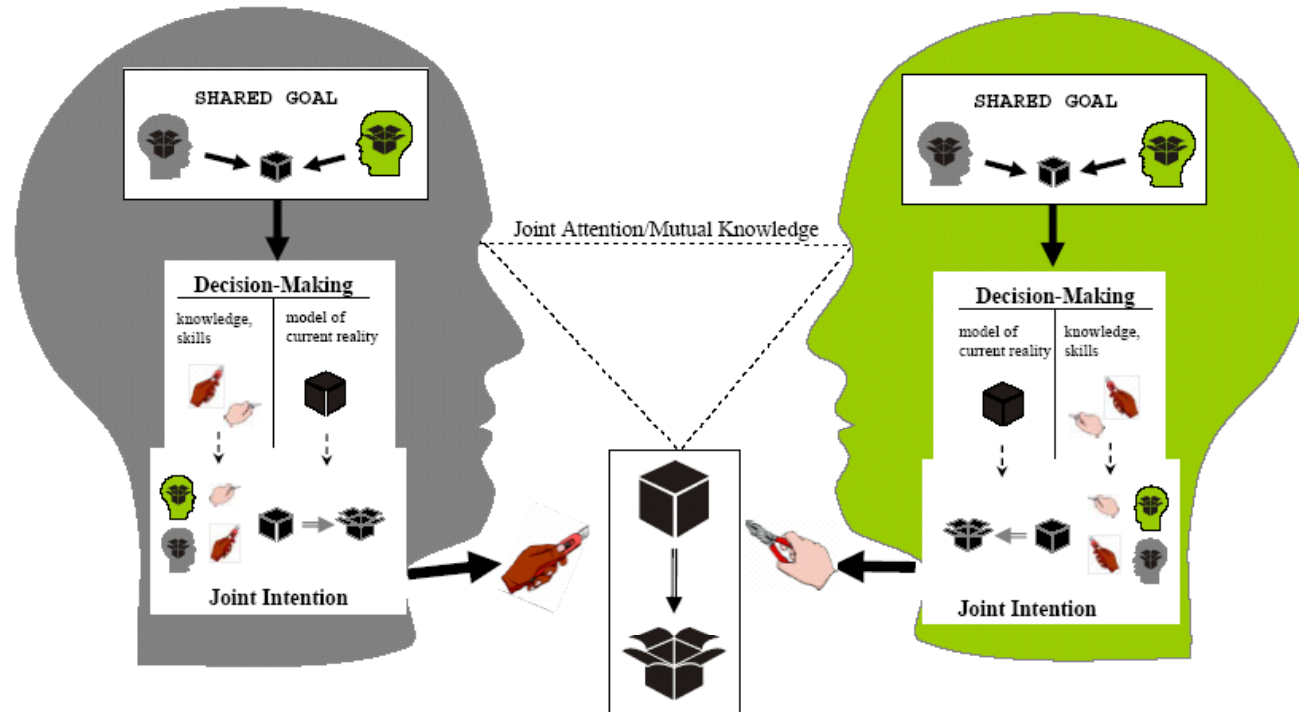 SHARED GOAL
Decision-Making
knowledge,
skills
model of
current reality
Joint Intention
Joint Attention/Mutual Knowledge
SHARED GOAL
Decision-Making
model of
current reality
knowledge,
skills
Joint Intention